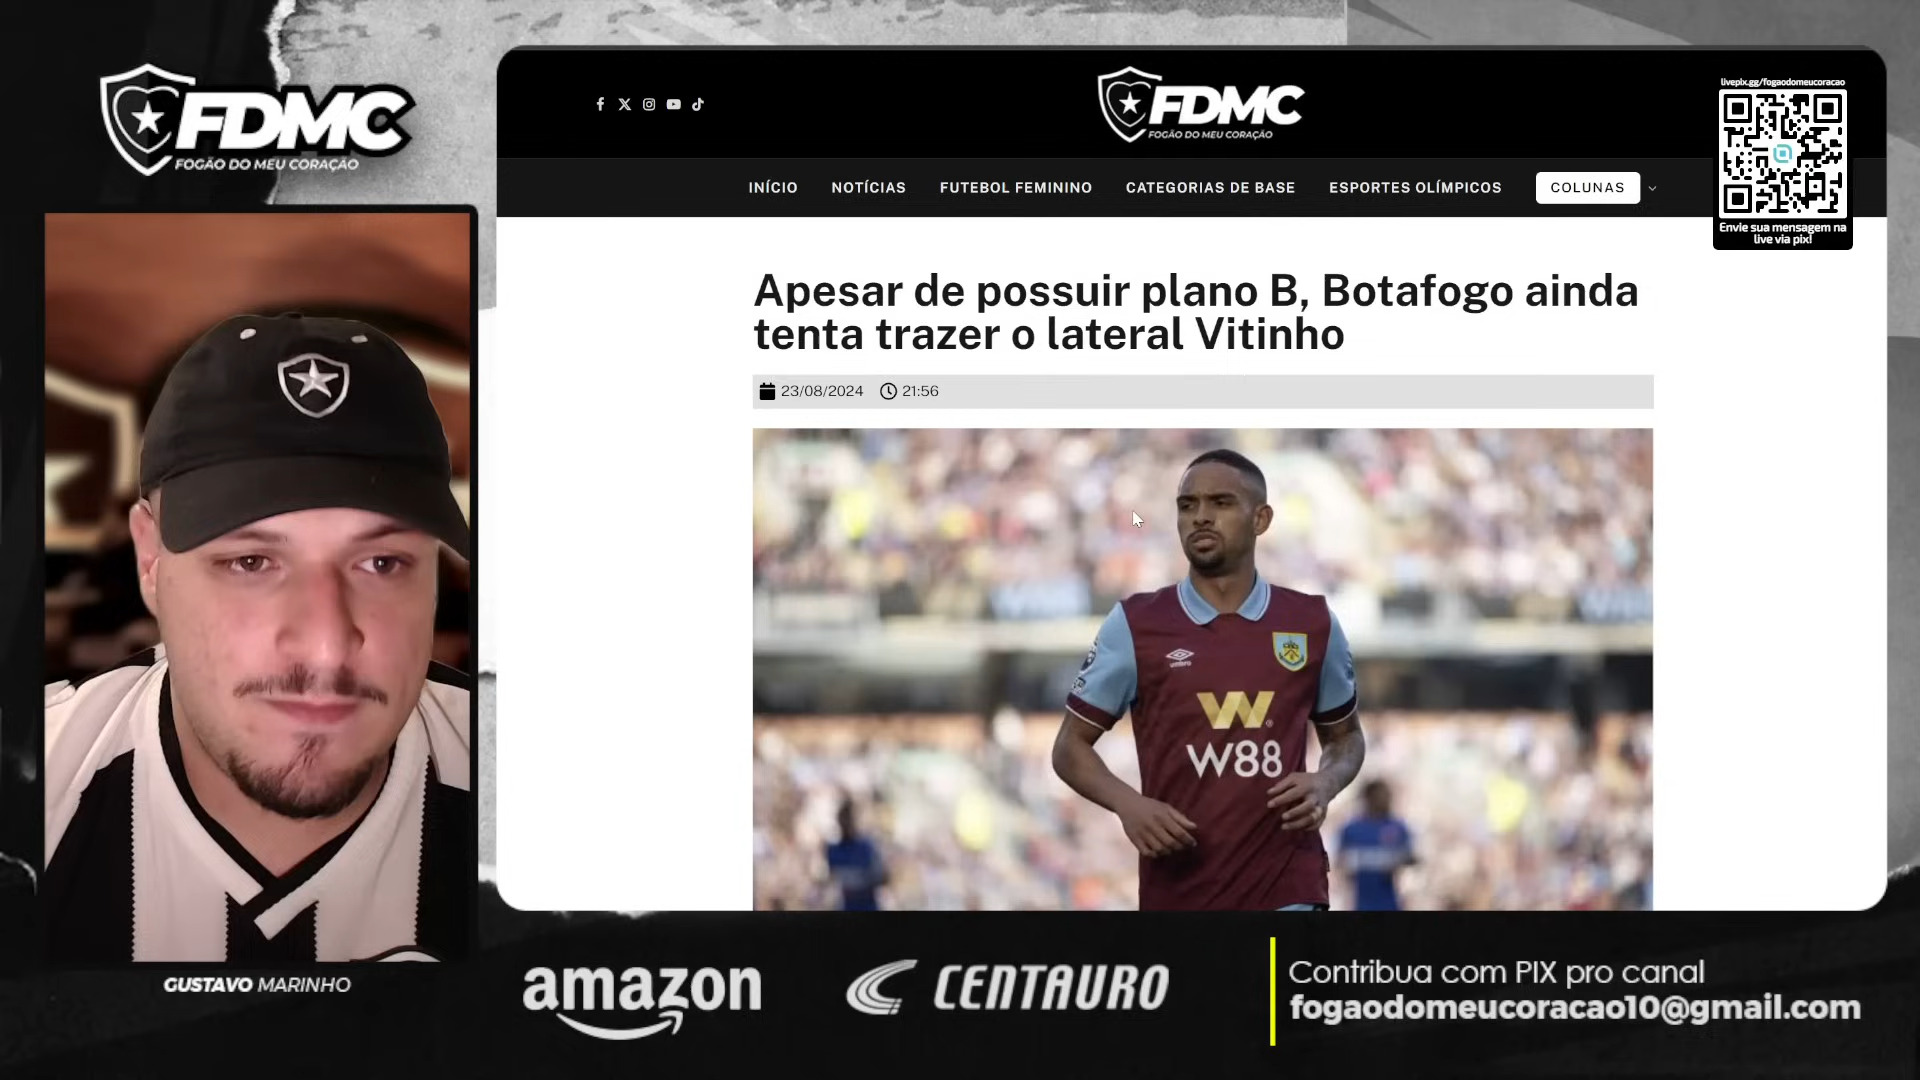 FDMC
FOGÃO DO MEU CORAÇÃO
FDMC
FOGÃO DO MEU CORAÇÃO
livepix.gg/fogaodomeucoracao
Envie sua mensagem na
live via pix!
INÍCIO NOTÍCIAS FUTEBOL FEMININO CATEGORIAS DE BASE ESPORTES OLÍMPICOS COLUNAS
Apesar de possuir plano B, Botafogo ainda
tenta trazer o lateral Vitinho
23/08/2024 21:56
umbro
W
W88
GUSTAVO MARINHO
amazon
CENTAURO
Contribua com PIX pro canal
fogaodomeucoracao10@gmail.com